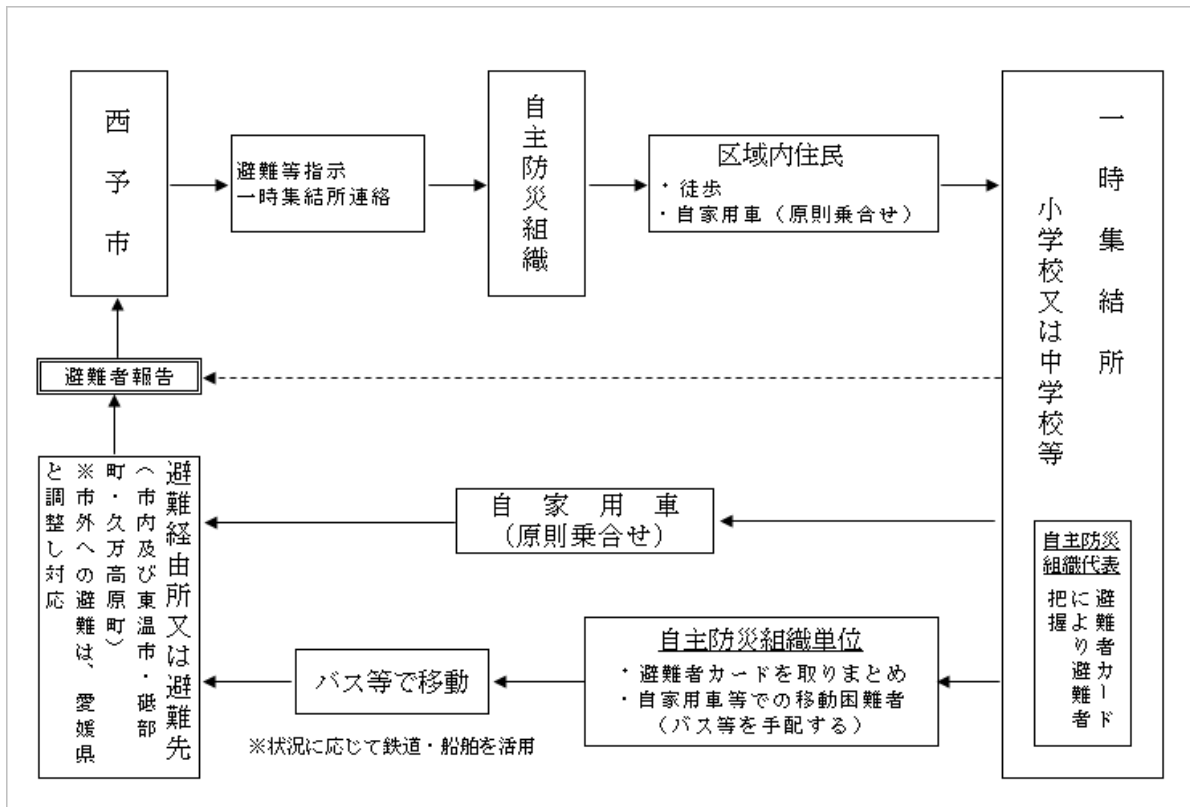 西予市
避難等指示
一時集結所連絡
自主防災組織
区域内住民
・徒歩
・自家用車（原則乗合せ）
一時集結所
小学校又は中学校等
自主防災
組織代表
避難者カード
により避難者
把握
避難者報告
自家用車
(原則乗合せ)
自主防災組織単位
・避難者カードを取りまとめ
・自家用車等での移動困難者
（バス等を手配する）
バス等で移動
※状況に応じて鉄道・船舶を活用
避難経由所又は避難先
（市内及び東温市・砥部
町・久万高原町）
※市外への避難は、愛媛県
と調整し対応